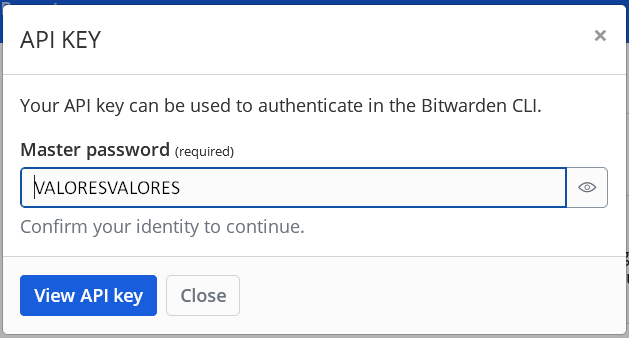 API KEY
×
Your API key can be used to authenticate in the Bitwarden CLI.
Master password (required)
VALORESVALORES
Confirm your identity to continue.
View API key
Close